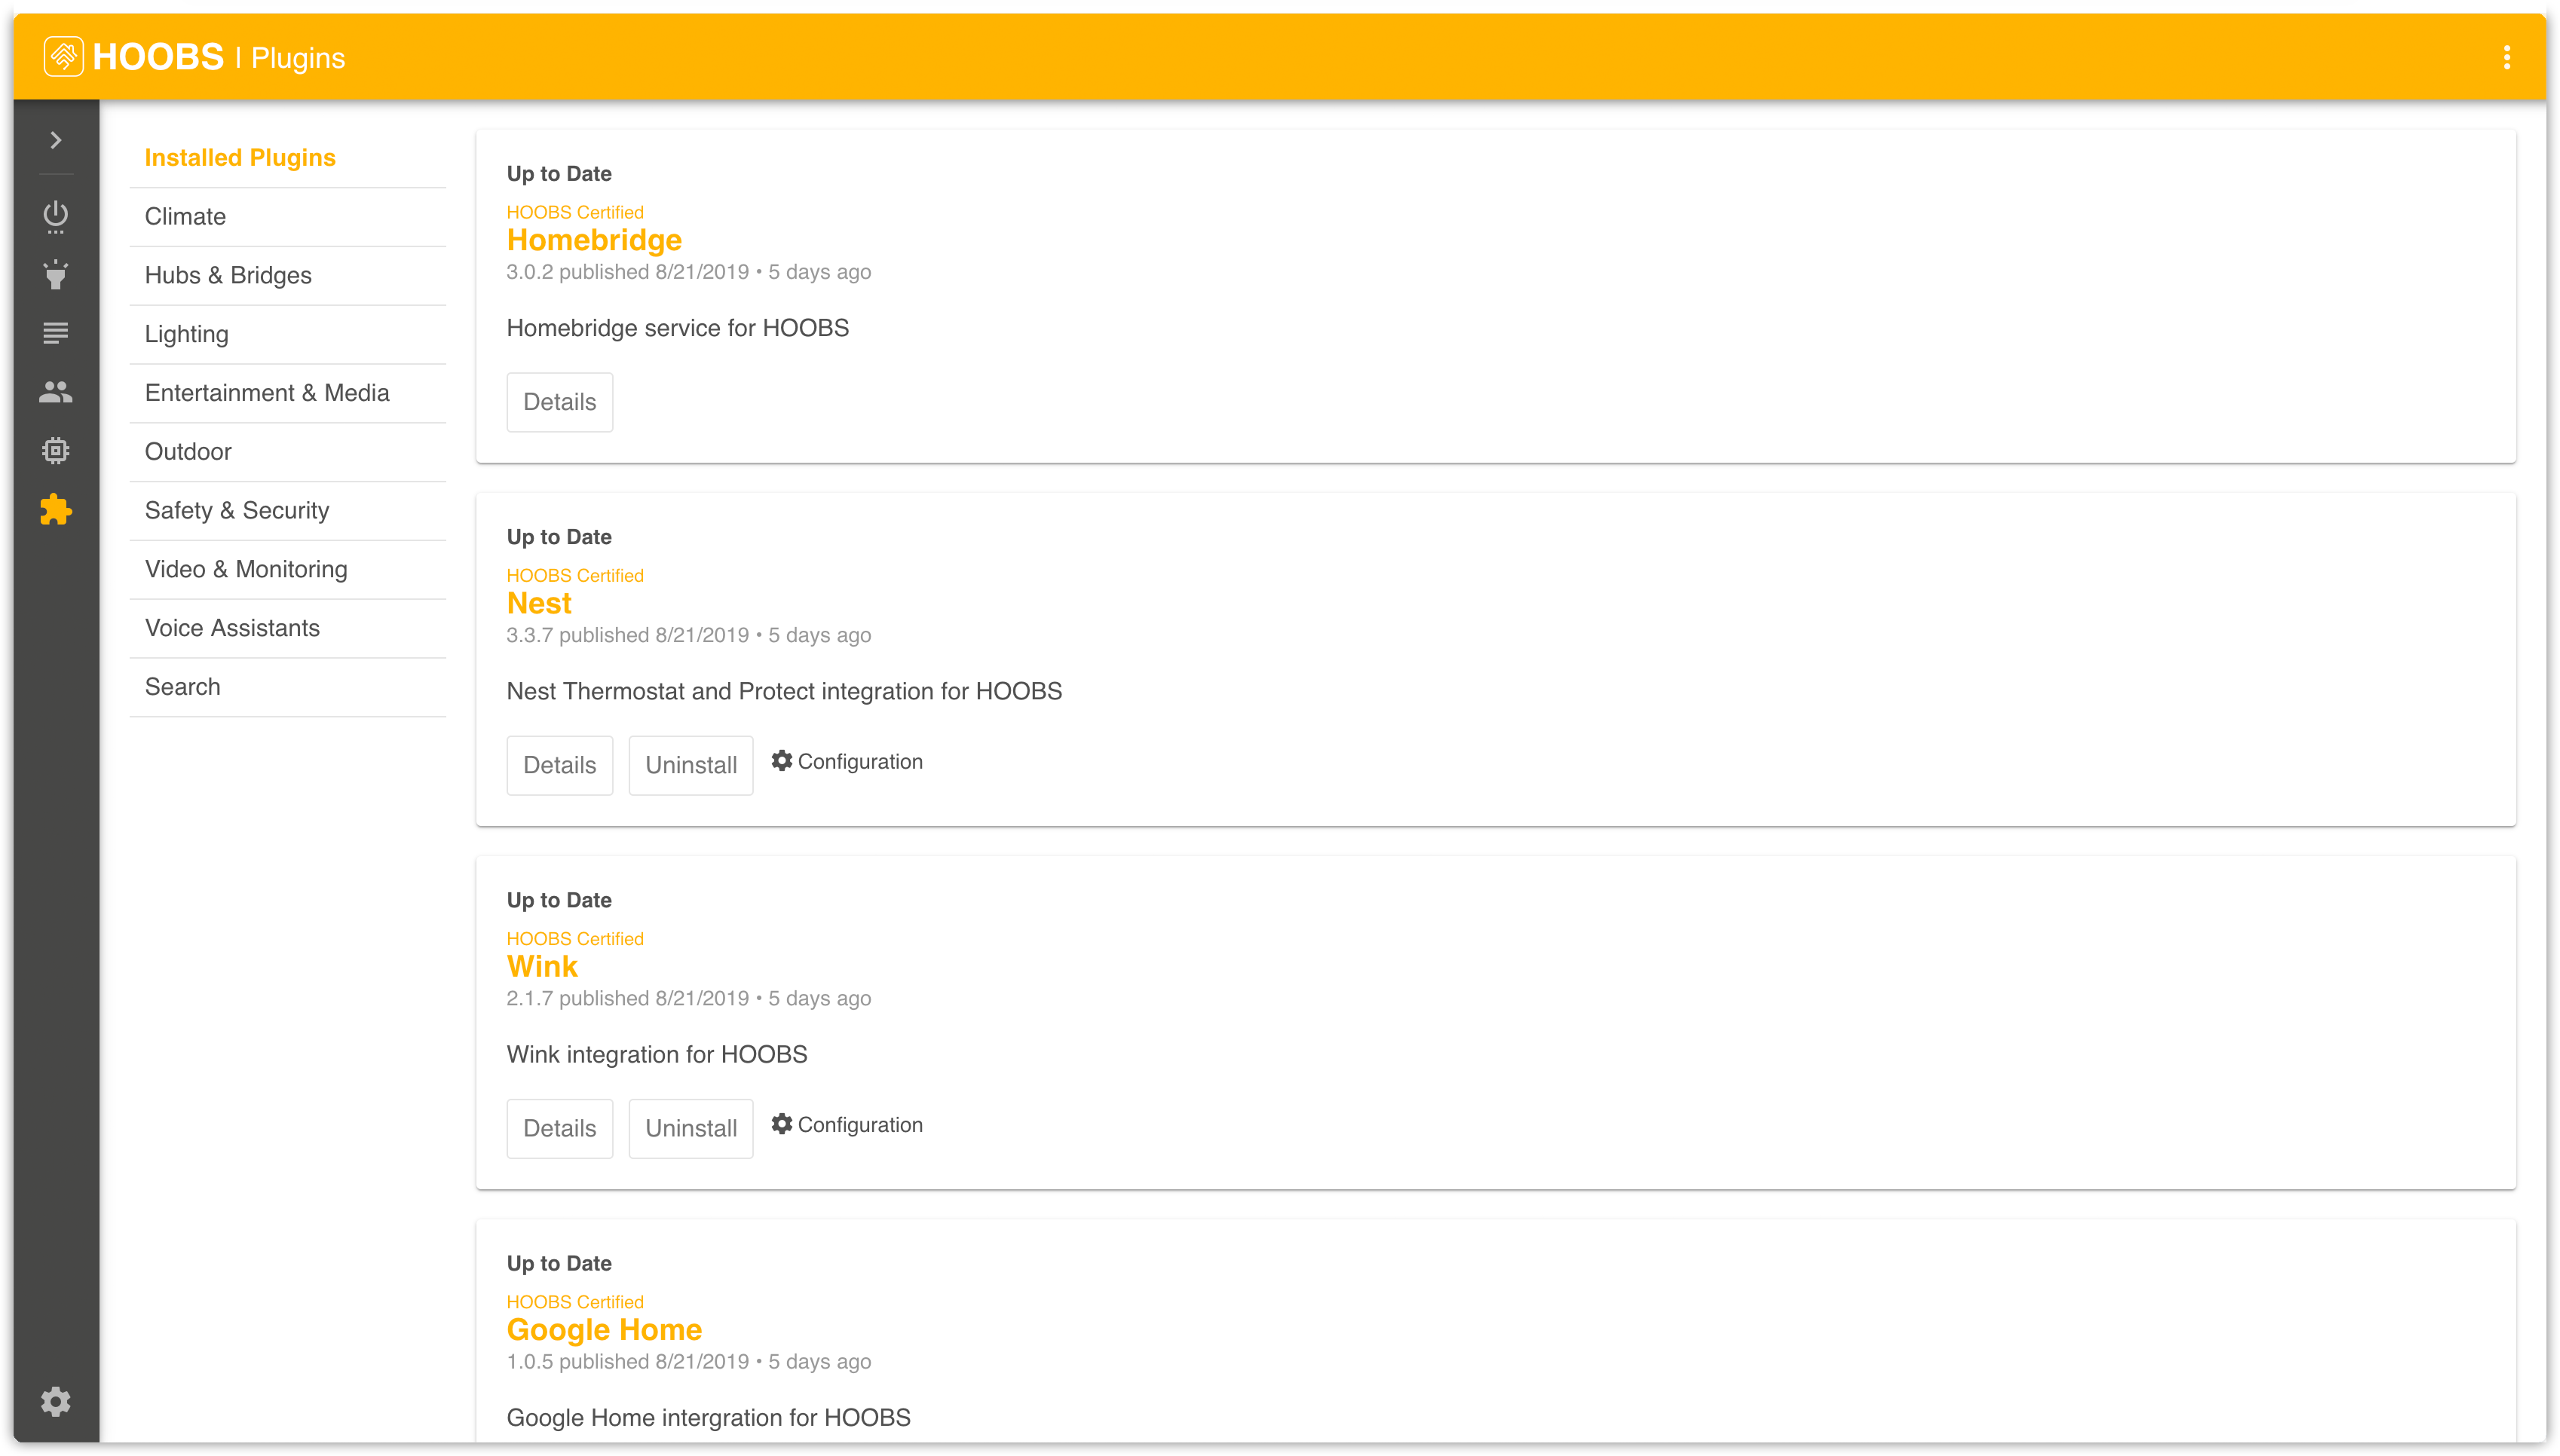 HOOBS | Plugins
Installed Plugins
Climate
Hubs & Bridges
Lighting
Entertainment & Media
Outdoor
Safety & Security
Video & Monitoring
Voice Assistants
Search
Up to Date
HOOBS Certified
Homebridge
3.0.2 published 8/21/2019 • 5 days ago
Homebridge service for HOOBS
Details
Up to Date
HOOBS Certified
Nest
3.3.7 published 8/21/2019 • 5 days ago
Nest Thermostat and Protect integration for HOOBS
Details Uninstall Configuration
Up to Date
HOOBS Certified
Wink
2.1.7 published 8/21/2019 • 5 days ago
Wink integration for HOOBS
Details Uninstall Configuration
Up to Date
HOOBS Certified
Google Home
1.0.5 published 8/21/2019 • 5 days ago
Google Home intergration for HOOBS